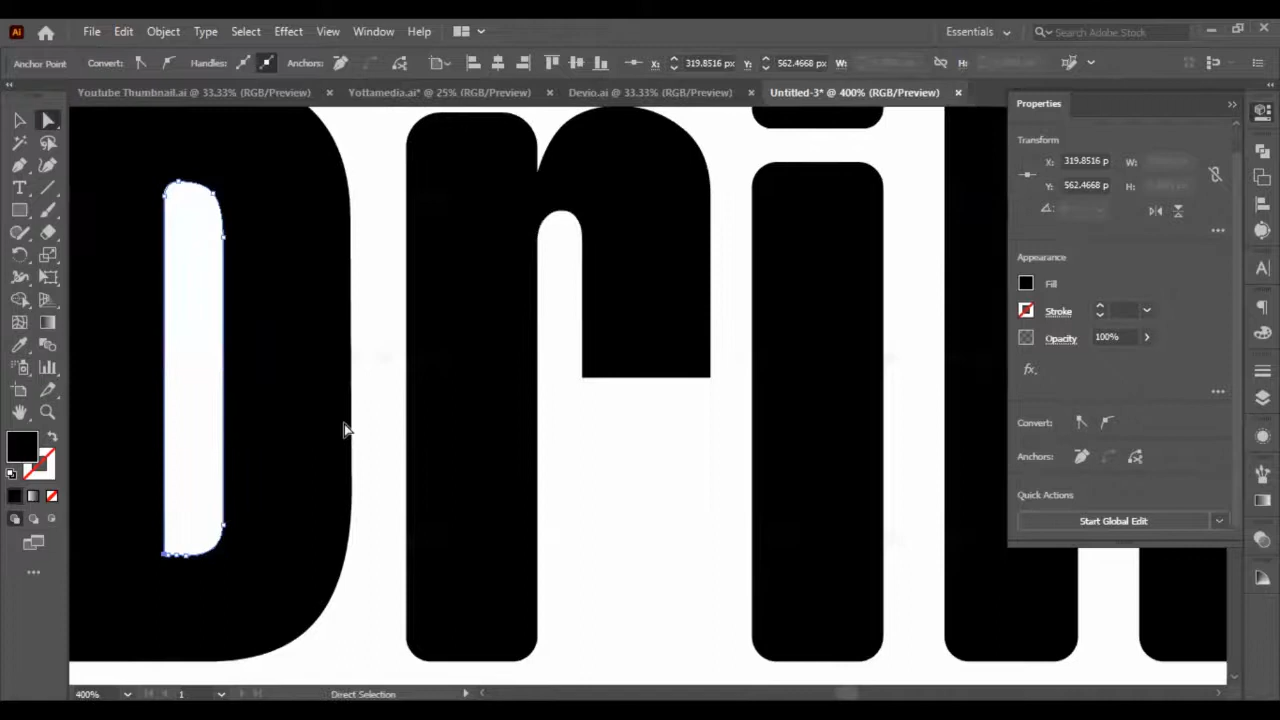 Ai File Edit Object Type Select Effect View Window Help Essentials Search Adobe Stock
Anchor Point Convert: Handles: Anchors: X: 319.8516 px Y: 562.4668 px W: H:
Youtube Thumbnail.ai @ 33.33% (RGB/Preview) × Yottamedia.ai* @ 25% (RGB/Preview) × Devio.ai @ 33.33% (RGB/Preview) × Untitled-3* @ 400% (RGB/Preview) ×
Properties
Transform
X: 319.8516 p W:
Y: 562.4668 p H:
Appearance
Fill
Stroke
Opacity 100%
fx.
Convert:
Anchors:
Quick Actions
Start Global Edit
Dril
400% 1 Direct Selection